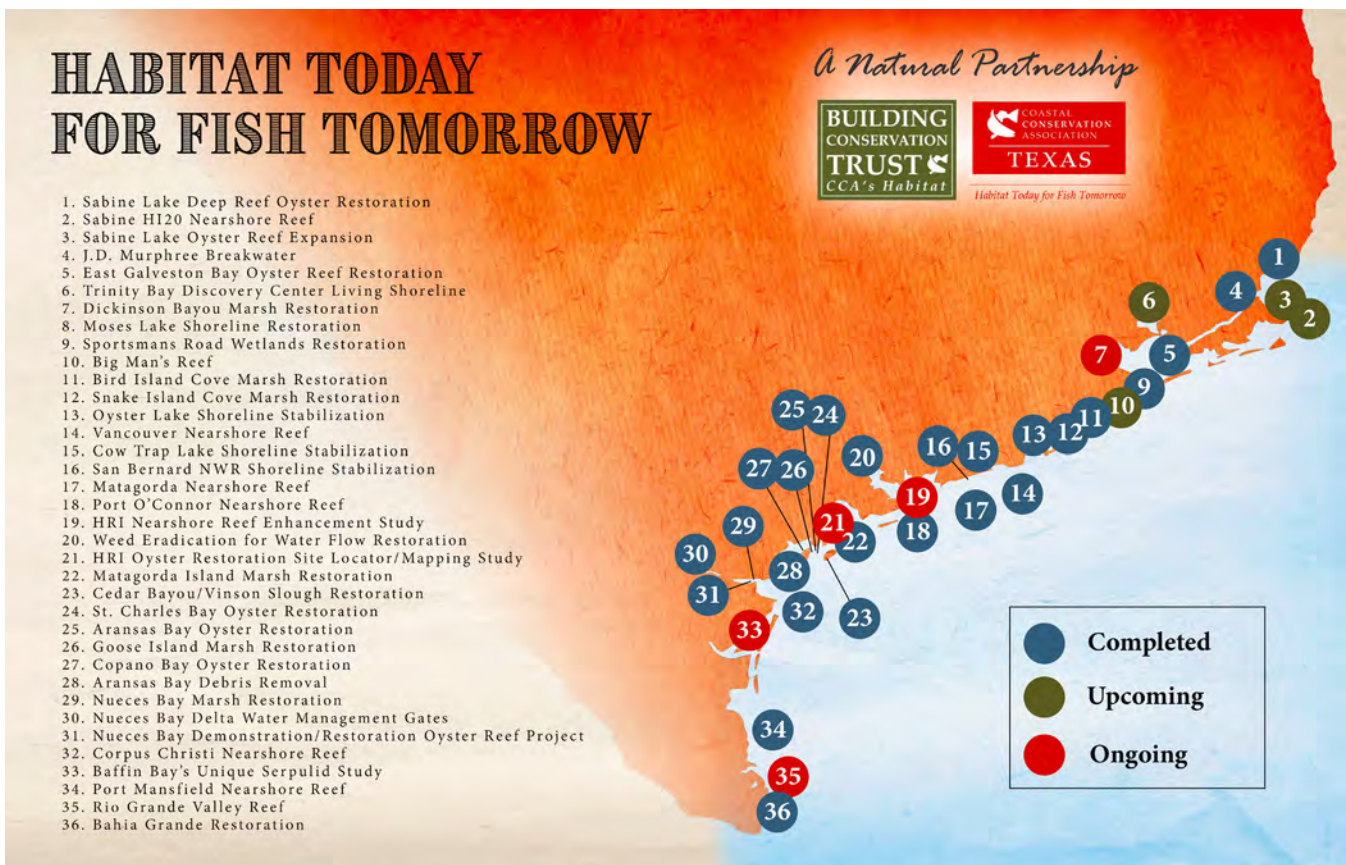 HABITAT TODAY
FOR FISH TOMORROW
A Natural Partnership
BUILDING
CONSERVATION
TRUST
CCA's Habitat
COASTAL
CONSERVATION
ASSOCIATION
TEXAS
Habitat Today for Fish Tomorrow
1. Sabine Lake Deep Reef Oyster Restoration
2. Sabine HI20 Nearshore Reef
3. Sabine Lake Oyster Reef Expansion
4. J.D. Murphree Breakwater
5. East Galveston Bay Oyster Reef Restoration
6. Trinity Bay Discovery Center Living Shoreline
7. Dickinson Bayou Marsh Restoration
8. Moses Lake Shoreline Restoration
9. Sportsmans Road Wetlands Restoration
10. Big Man's Reef
11. Bird Island Cove Marsh Restoration
12. Snake Island Cove Marsh Restoration
13. Oyster Lake Shoreline Stabilization
14. Vancouver Nearshore Reef
15. Cow Trap Lake Shoreline Stabilization
16. San Bernard NWR Shoreline Stabilization
17. Matagorda Nearshore Reef
18. Port O'Connor Nearshore Reef
19. HRI Nearshore Reef Enhancement Study
20. Weed Eradication for Water Flow Restoration
21. HRI Oyster Restoration Site Locator/Mapping Study
22. Matagorda Island Marsh Restoration
23. Cedar Bayou/Vinson Slough Restoration
24. St. Charles Bay Oyster Restoration
25. Aransas Bay Oyster Restoration
26. Goose Island Marsh Restoration
27. Copano Bay Oyster Restoration
28. Aransas Bay Debris Removal
29. Nueces Bay Marsh Restoration
30. Nueces Bay Delta Water Management Gates
31. Nueces Bay Demonstration/Restoration Oyster Reef Project
32. Corpus Christi Nearshore Reef
33. Baffin Bay's Unique Serpulid Study
34. Port Mansfield Nearshore Reef
35. Rio Grande Valley Reef
36. Bahia Grande Restoration
1
4
3
2
6
7
5
9
10
11
12
13
25
24
16
15
20
27
26
19
14
17
21
18
22
29
30
28
31
32
23
33
34
35
36
Completed
Upcoming
Ongoing